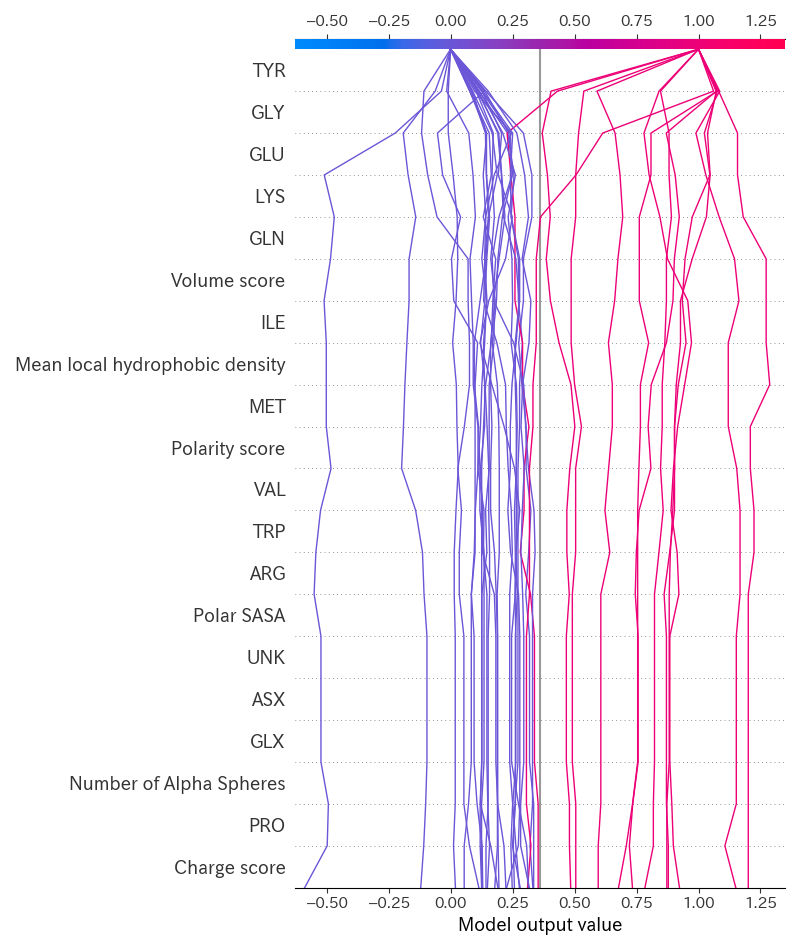 −0.50 −0.25 0.00 0.25 0.50 0.75 1.00 1.25
TYR
GLY
GLU
LYS
GLN
Volume score
ILE
Mean local hydrophobic density
MET
Polarity score
VAL
TRP
ARG
Polar SASA
UNK
ASX
GLX
Number of Alpha Spheres
PRO
Charge score
−0.50 −0.25 0.00 0.25 0.50 0.75 1.00 1.25
Model output value